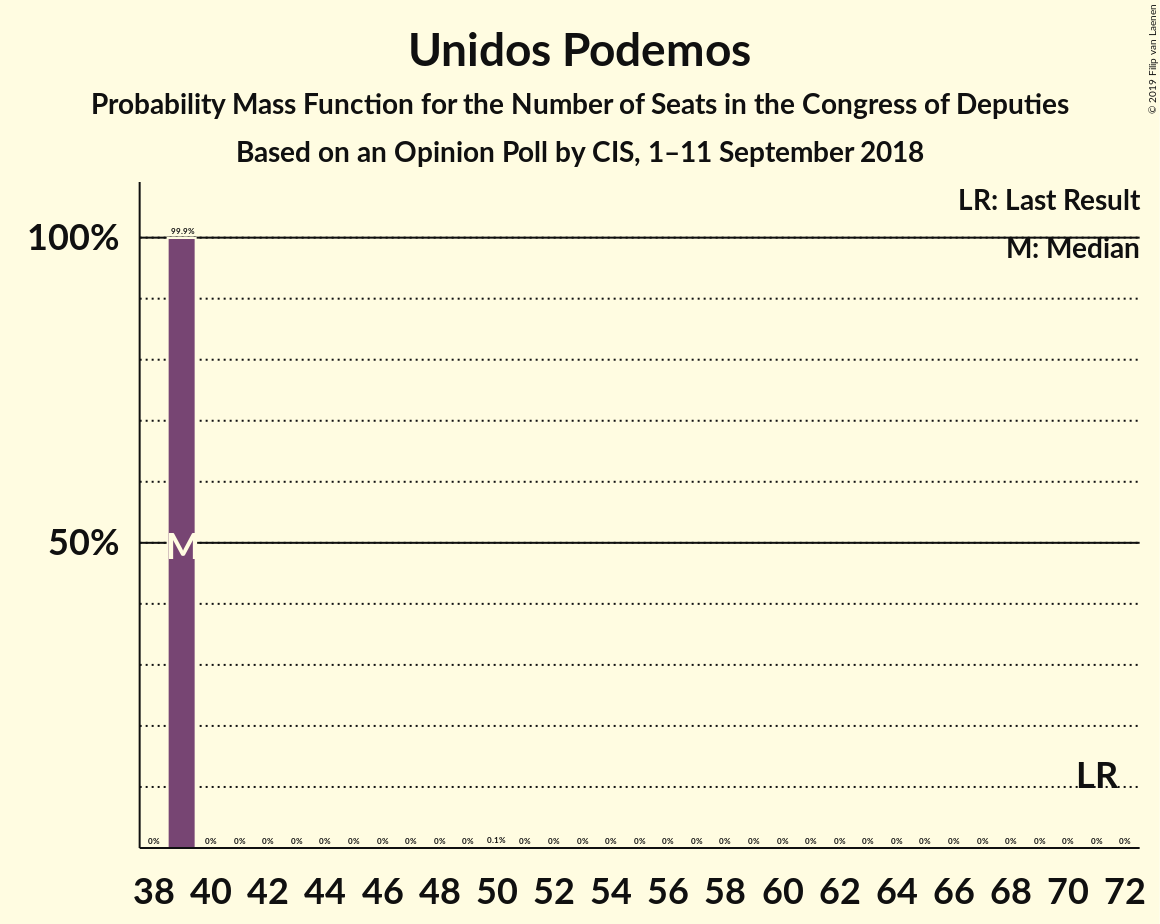 Unidos Podemos
Probability Mass Function for the Number of Seats in the Congress of Deputies
Based on an Opinion Poll by CIS, 1–11 September 2018
© 2019 Filip van Laenen
LR: Last Result
M: Median
100%
50%
99.9%
M
LR
0% 0% 0% 0% 0% 0% 0% 0% 0% 0% 0% 0.1% 0% 0% 0% 0% 0% 0% 0% 0% 0% 0% 0% 0% 0% 0% 0% 0% 0% 0% 0% 0% 0% 0%
38 40 42 44 46 48 50 52 54 56 58 60 62 64 66 68 70 72